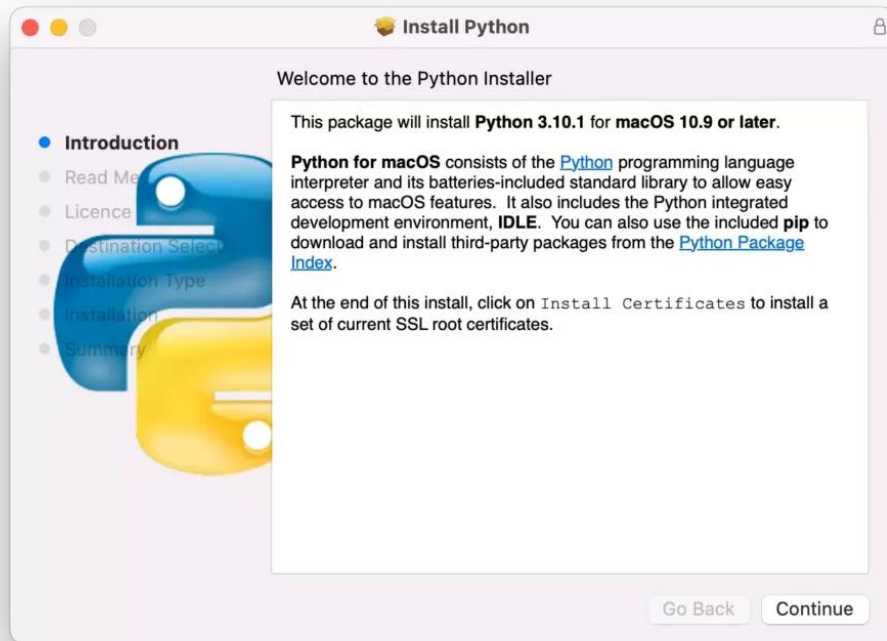 Install Python
Welcome to the Python Installer
Introduction
Read Me
Licence
Destination Select
Installation Type
Installation
Summary
This package will install Python 3.10.1 for macOS 10.9 or later.
Python for macOS consists of the Python programming language
interpreter and its batteries-included standard library to allow easy
access to macOS features. It also includes the Python integrated
development environment, IDLE. You can also use the included pip to
download and install third-party packages from the Python Package
Index.
At the end of this install, click on Install Certificates to install a
set of current SSL root certificates.
Go Back
Continue